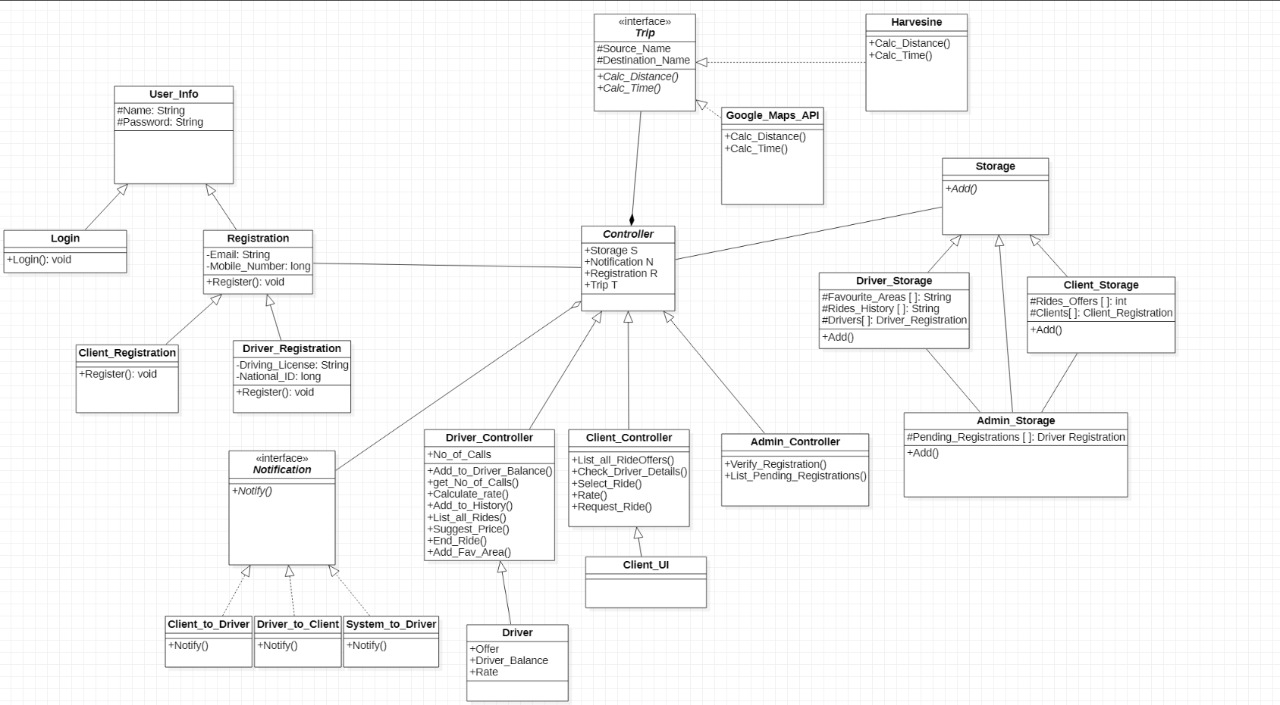 «interface»
Trip
#Source_Name
#Destination_Name
+Calc_Distance()
+Calc_Time()
Harvesine
+Calc_Distance()
+Calc_Time()
Google_Maps_API
+Calc_Distance()
+Calc_Time()
User_Info
#Name: String
#Password: String
Login
+Login(): void
Registration
-Email: String
-Mobile_Number: long
+Register(): void
Client_Registration
+Register(): void
Driver_Registration
-Driving_License: String
-National_ID: long
+Register(): void
Controller
+Storage S
+Notification N
+Registration R
+Trip T
Storage
+Add()
Driver_Storage
#Favourite_Areas [ ]: String
#Rides_History [ ]: String
#Drivers[ ]: Driver_Registration
+Add()
Client_Storage
#Rides_Offers [ ]: int
#Clients[ ]: Client_Registration
+Add()
Admin_Storage
#Pending_Registrations [ ]: Driver Registration
+Add()
«interface»
Notification
+Notify()
Client_to_Driver
+Notify()
Driver_to_Client
+Notify()
System_to_Driver
+Notify()
Driver_Controller
+No_of_Calls
+Add_to_Driver_Balance()
+get_No_of_Calls()
+Calculate_rate()
+Add_to_History()
+List_all_Rides()
+Suggest_Price()
+End_Ride()
+Add_Fav_Area()
Client_Controller
+List_all_RideOffers()
+Check_Driver_Details()
+Select_Ride()
+Rate()
+Request_Ride()
Admin_Controller
+Verify_Registration()
+List_Pending_Registrations()
Client_UI
Driver
+Offer
+Driver_Balance
+Rate